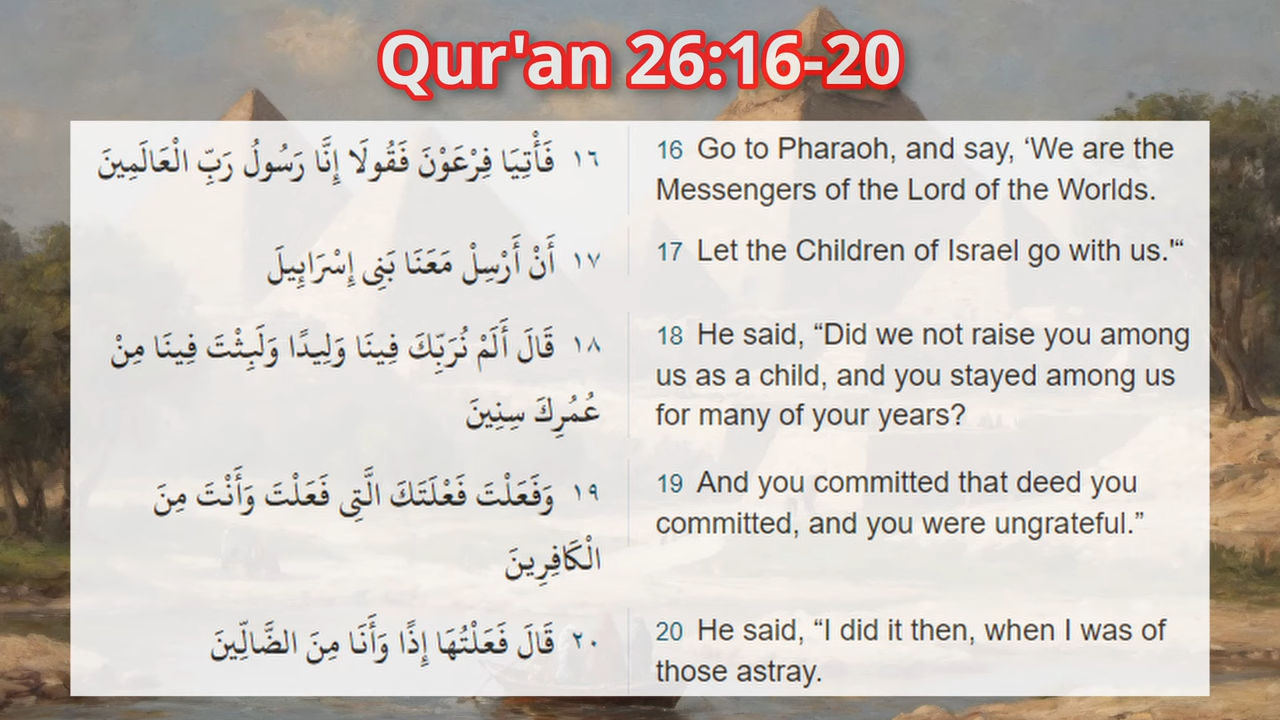 Qur'an 26:16-20
١٦ فَأْتِيَا فِرْعَوْنَ فَقُولَا إِنَّا رَسُولُ رَبِّ الْعَالَمِينَ
16 Go to Pharaoh, and say, ‘We are the
Messengers of the Lord of the Worlds.
١٧ أَنْ أَرْسِلْ مَعَنَا بَنِى إِسْرَابِيلَ
17 Let the Children of Israel go with us.'“
١٨ قَالَ أَلَمْ نُرَبِّكَ فِينَا وَلِيدًا وَلَبِثْتَ فِينَا مِنْ
عُمُرِكَ سِنِينَ
18 He said, “Did we not raise you among
us as a child, and you stayed among us
for many of your years?
١٩ وَفَعَلْتَ فَعْلَتَكَ الَّتِى فَعَلْتَ وَأَنْتَ مِنَ
الْكَافِرِينَ
19 And you committed that deed you
committed, and you were ungrateful.”
٢٠ قَالَ فَعَلْتُهَا إِذًا وَأَنَا مِنَ الضَّالِّينَ
20 He said, “I did it then, when I was of
those astray.